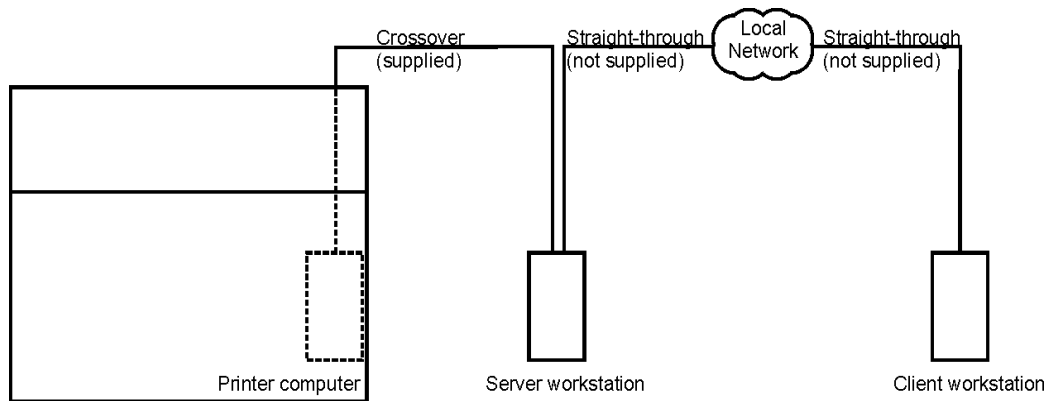 Crossover
(supplied)
Straight-through
(not supplied)
Local
Network
Straight-through
(not supplied)
Printer computer
Server workstation
Client workstation